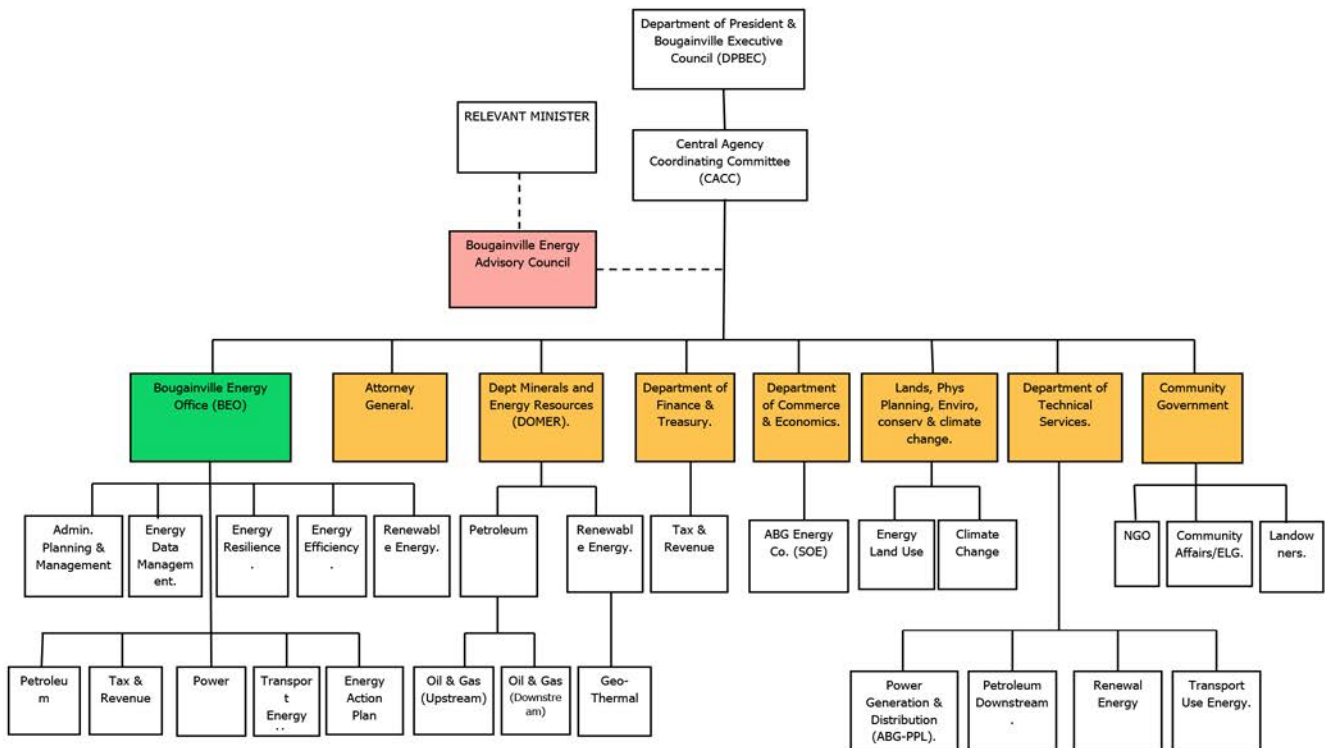 Department of President &
Bougainville Executive
Council (DPBEC)
RELEVANT MINISTER
Central Agency
Coordinating Committee
(CACC)
Bougainville Energy
Advisory Council
Bougainville Energy
Office (BEO)
Attorney
General.
Dept Minerals and
Energy Resources
(DOMER).
Department of
Finance &
Treasury.
Department
of Commerce
& Economics.
Lands, Phys
Planning, Enviro,
conserv & climate
change.
Department of
Technical
Services.
Community
Government
Admin.
Planning &
Management
Energy
Data
Managem
ent.
Energy
Resilience
.
Energy
Efficiency
.
Renewabl
e Energy.
Petroleum
Renewabl
e Energy.
Tax &
Revenue
ABG Energy
Co. (SOE)
Energy
Land Use
Climate
Change
NGO
Community
Affairs/ELG.
Landow
ners.
Petroleu
m
Tax &
Revenue
Power
Transpor
t
Energy
Energy
Action
Plan
Oil & Gas
(Upstream)
Oil & Gas
(Downstre
am)
Geo-
Thermal
Power
Generation &
Distribution
(ABG-PPL).
Petroleum
Downstream
.
Renewal
Energy
Transport
Use Energy.